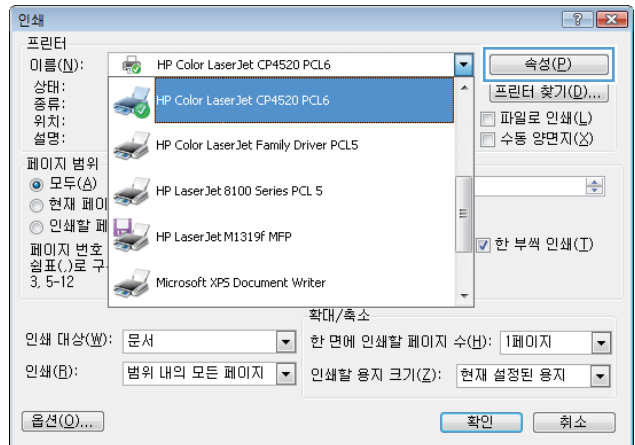 인쇄
프린터
이름(N): HP Color LaserJet CP4520 PCL6 속성(P)
상태:
종류:
위치:
설명:
HP Color LaserJet CP4520 PCL6
HP Color LaserJet Family Driver PCL5
HP LaserJet 8100 Series PCL 5
HP LaserJet M1319f MFP
Microsoft XPS Document Writer
프린터 찾기(D)...
파일로 인쇄(L)
수동 양면지(X)
페이지 범위
모두(A)
현재 페이
인쇄할 페
페이지 번호
쉼표(,)로 구
3, 5-12
한 부씩 인쇄(T)
인쇄 대상(W): 문서
인쇄(R): 범위 내의 모든 페이지
확대/축소
한 면에 인쇄할 페이지 수(H): 1페이지
인쇄할 용지 크기(Z): 현재 설정된 용지
옵션(O)...
확인
취소